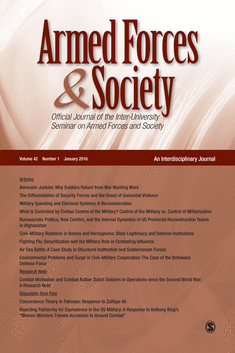 Armed Forces
& Society
Official Journal of the Inter-University
Seminar on Armed Forces and Society
Volume 42 Number 1 January 2016
An Interdisciplinary Journal
Articles
Adrenalin Junkies: Why Soldiers Return from War Wanting More
The Differentiation of Security Forces and the Onset of Genocidal Violence
Military Spending and Electoral Systems: A Reconsideration
What is Controlled by Civilian Control of the Military? Control of the Military vs. Control of Militarization
Bureaucratic Politics, Role Conflict, and the Internal Dynamics of US Provincial Reconstruction Teams
in Afghanistan
Civil–Military Relations in Bosnia and Herzegovina: State Legitimacy and Defense Institutions
Fighting Flu: Securitization and the Military Role in Combating Influenza
An Eso Battle: A Case Study in Structural Inattention and Subterranean Forces
Environmental Problems and Surge in Civil–Military Cooperation: The Case of the Botswana
Defense Force
Research Note
Combat Motivation and Combat Action: Dutch Soldiers in Operations since the Second World War:
A Research Note
Disputatio Sine Fine
Concordance Theory in Pakistan: Response to Zulfiqar Ali
Rejecting Patriarchy for Equivalence in the US Military: A Response to Anthony King's
"Women Warriors: Female Accession to Ground Combat"